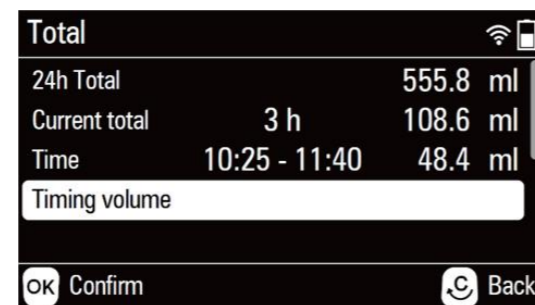 Total
24h Total 555.8 ml
Current total 3 h 108.6 ml
Time 10:25 - 11:40 48.4 ml
Timing volume
OK Confirm C Back